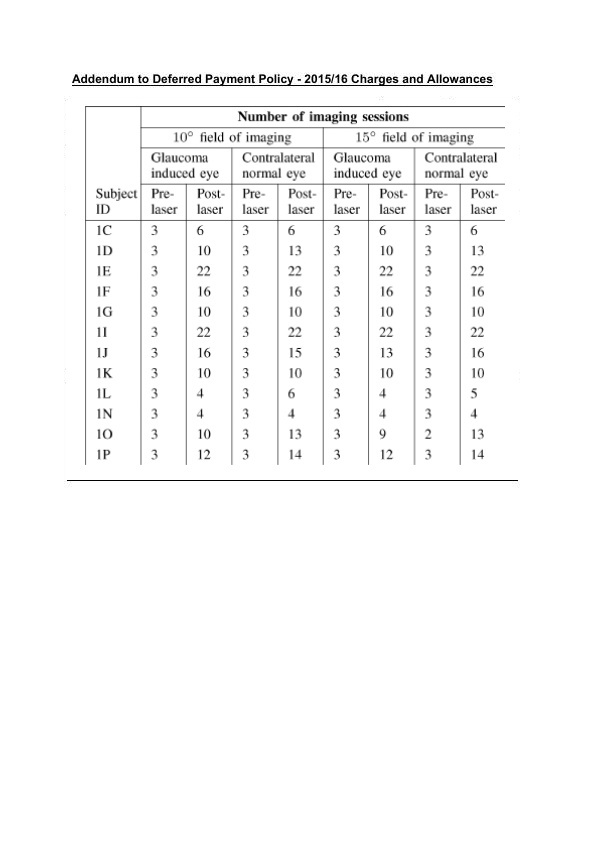 Addendum to Deferred Payment Policy - 2015/16 Charges and Allowances
Number of imaging sessions
10° field of imaging 15° field of imaging
Glaucoma Contralateral Glaucoma Contralateral
induced eye normal eye induced eye normal eye
Subject Pre- Post- Pre- Post- Pre- Post- Pre- Post-
ID laser laser laser laser laser laser laser laser
1C 3 6 3 6 3 6 3 6
1D 3 10 3 13 3 10 3 13
1E 3 22 3 22 3 22 3 22
1F 3 16 3 16 3 16 3 16
1G 3 10 3 10 3 10 3 10
1I 3 22 3 22 3 22 3 22
1J 3 16 3 15 3 13 3 16
1K 3 10 3 10 3 10 3 10
1L 3 4 3 6 3 4 3 5
1N 3 4 3 4 3 4 3 4
1O 3 10 3 13 3 9 2 13
1P 3 12 3 14 3 12 3 14